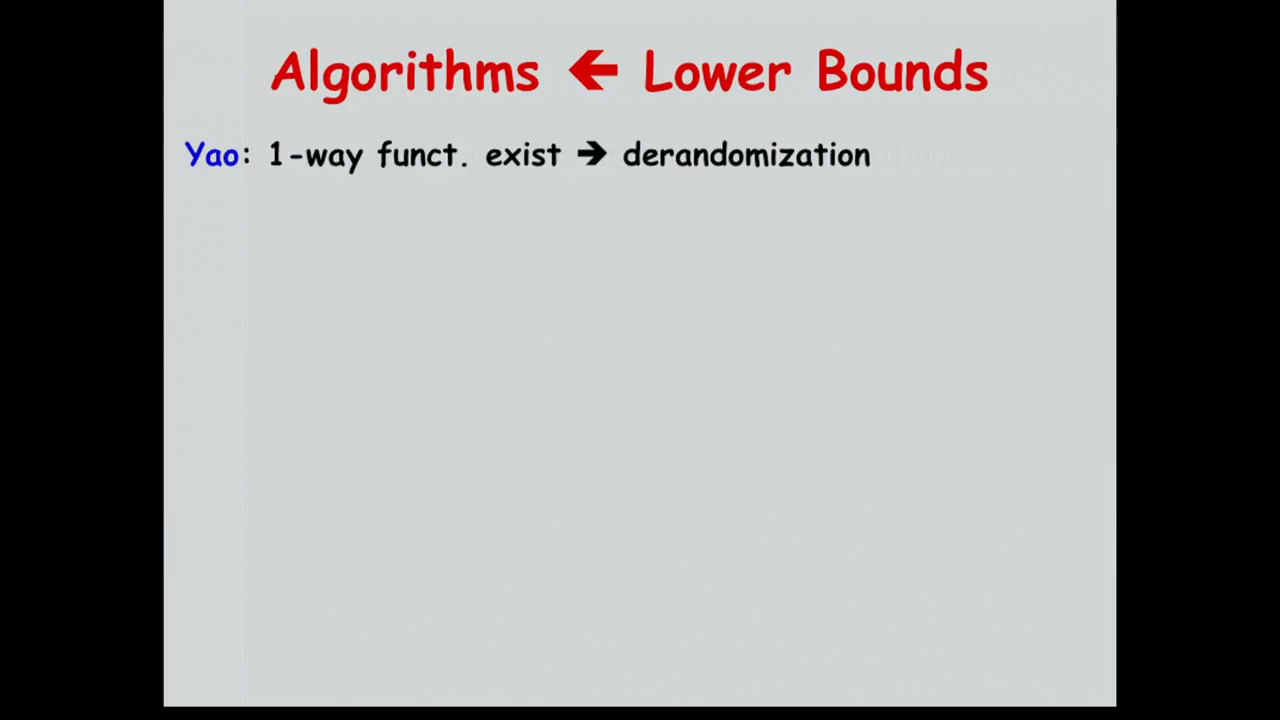 Algorithms 🡸 Lower Bounds
Yao: 1-way funct. exist ➔ derandomization